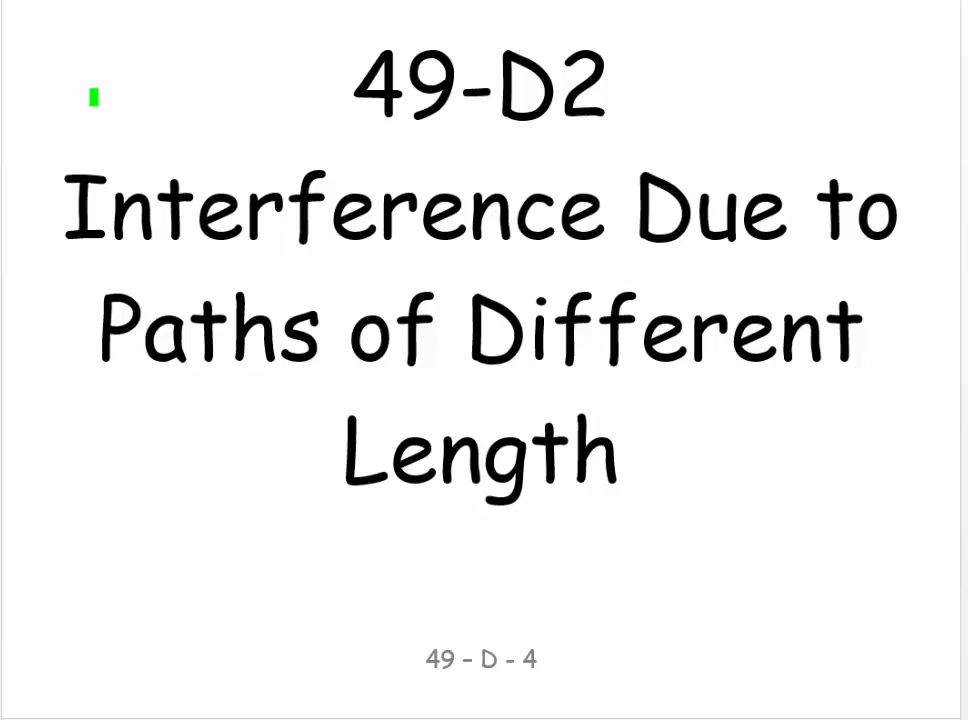 49-D2
Interference Due to
Paths of Different
Length
49 - D - 4